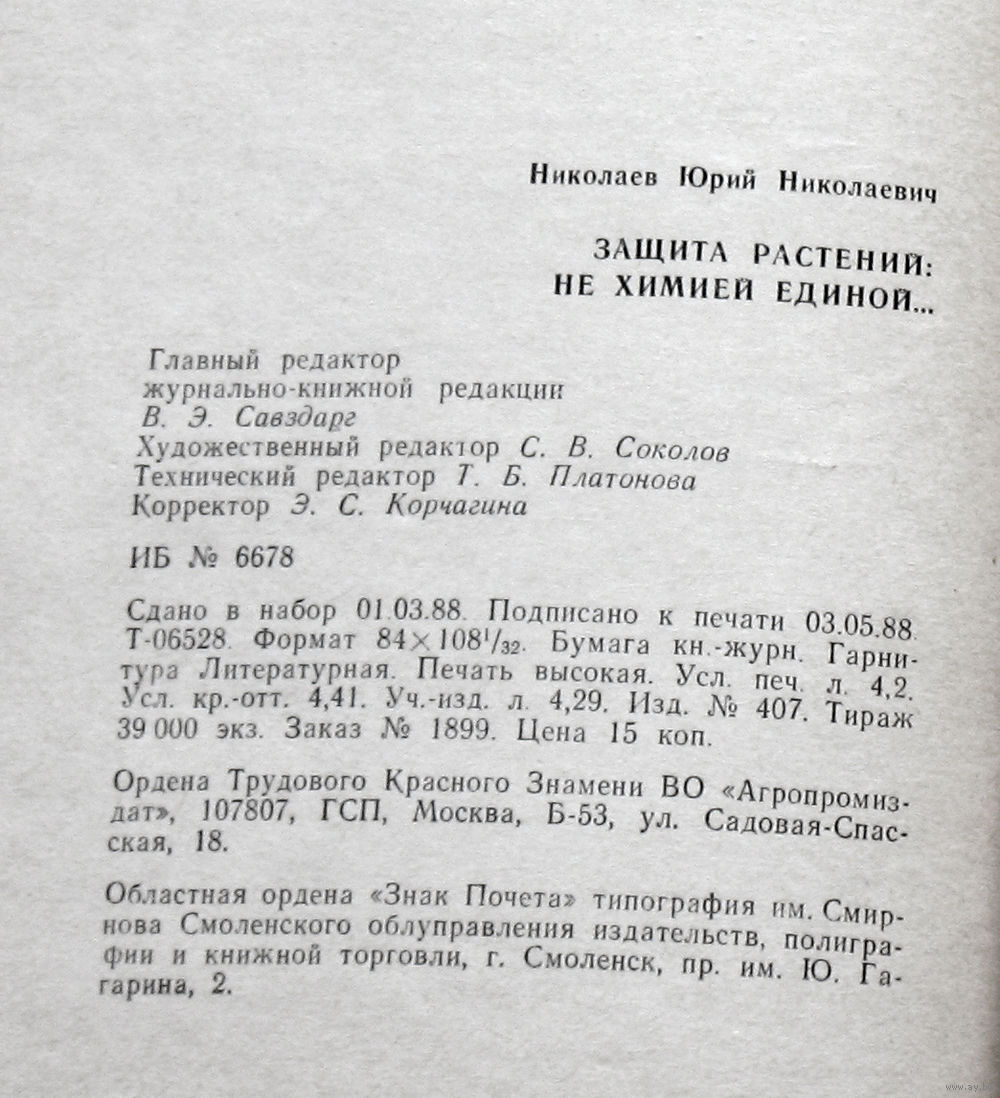 Николаев Юрий Николаевич
ЗАЩИТА РАСТЕНИЙ:
НЕ ХИМИЕЙ ЕДИНОЙ...
Главный редактор
журнально-книжной редакции
В. Э. Савздарг
Художественный редактор С. В. Соколов
Технический редактор Т. Б. Платонова
Корректор Э. С. Корчагина
ИБ № 6678
Сдано в набор 01.03.88. Подписано к печати 03.05.88.
Т-06528. Формат 84×108¹/₃₂. Бумага кн.-журн. Гарни-
тура Литературная. Печать высокая. Усл. печ. л. 4,2.
Усл. кр.-отт. 4,41. Уч.-изд. л. 4,29. Изд. № 407. Тираж
39 000 экз. Заказ № 1899. Цена 15 коп.
Ордена Трудового Красного Знамени ВО «Агропромиз-
дат», 107807, ГСП, Москва, Б-53, ул. Садовая-Спас-
ская, 18.
Областная ордена «Знак Почета» типография им. Смир-
нова Смоленского облуправления издательств, полигра-
фии и книжной торговли, г. Смоленск, пр. им. Ю. Га-
гарина, 2.